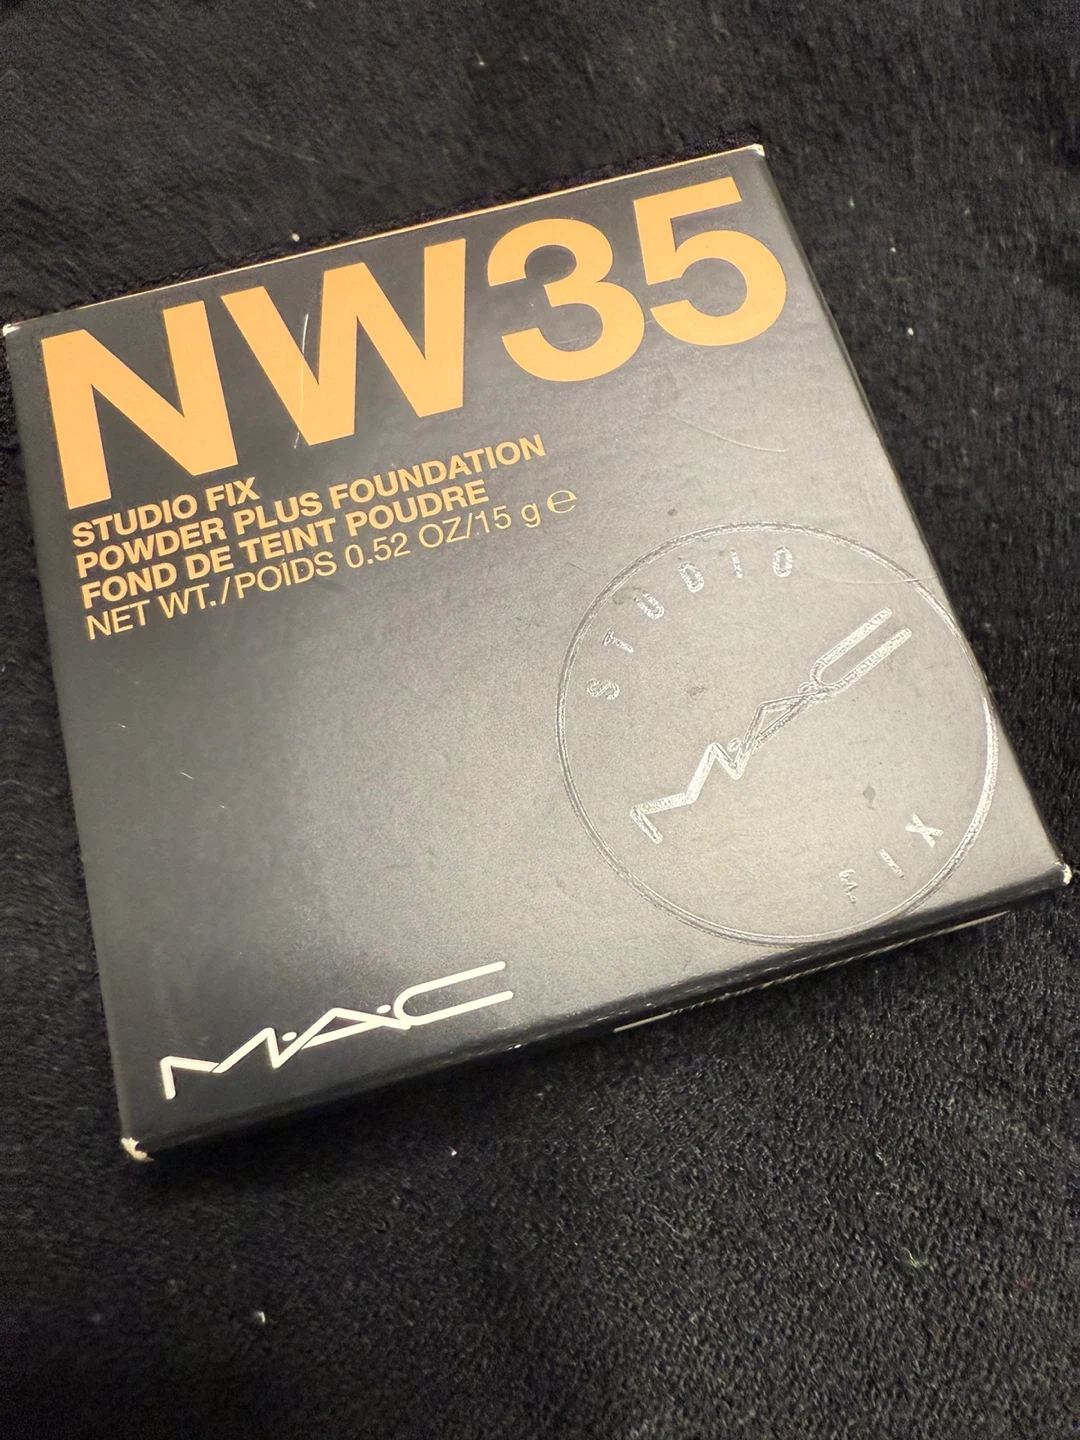 NW35
STUDIO FIX
POWDER PLUS FOUNDATION
FOND DE TEINT POUDRE
NET WT./POIDS 0.52 OZ/15 g ℮
STUDIO
M·A·C
FIX
M·A·C